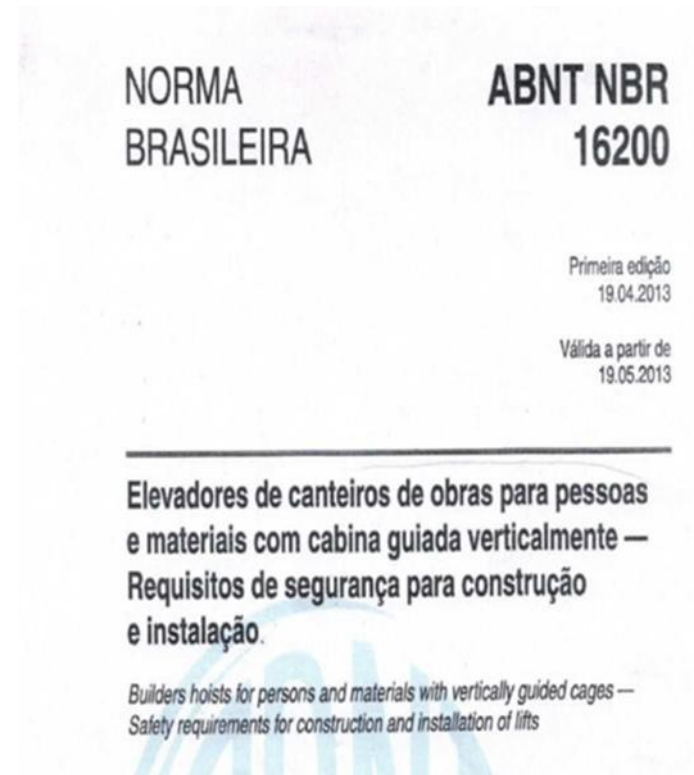 NORMA
BRASILEIRA
ABNT NBR
16200
Primeira edição
19.04.2013
Válida a partir de
19.05.2013
Elevadores de canteiros de obras para pessoas
e materiais com cabina guiada verticalmente —
Requisitos de segurança para construção
e instalação.
Builders hoists for persons and materials with vertically guided cages —
Safety requirements for construction and installation of lifts